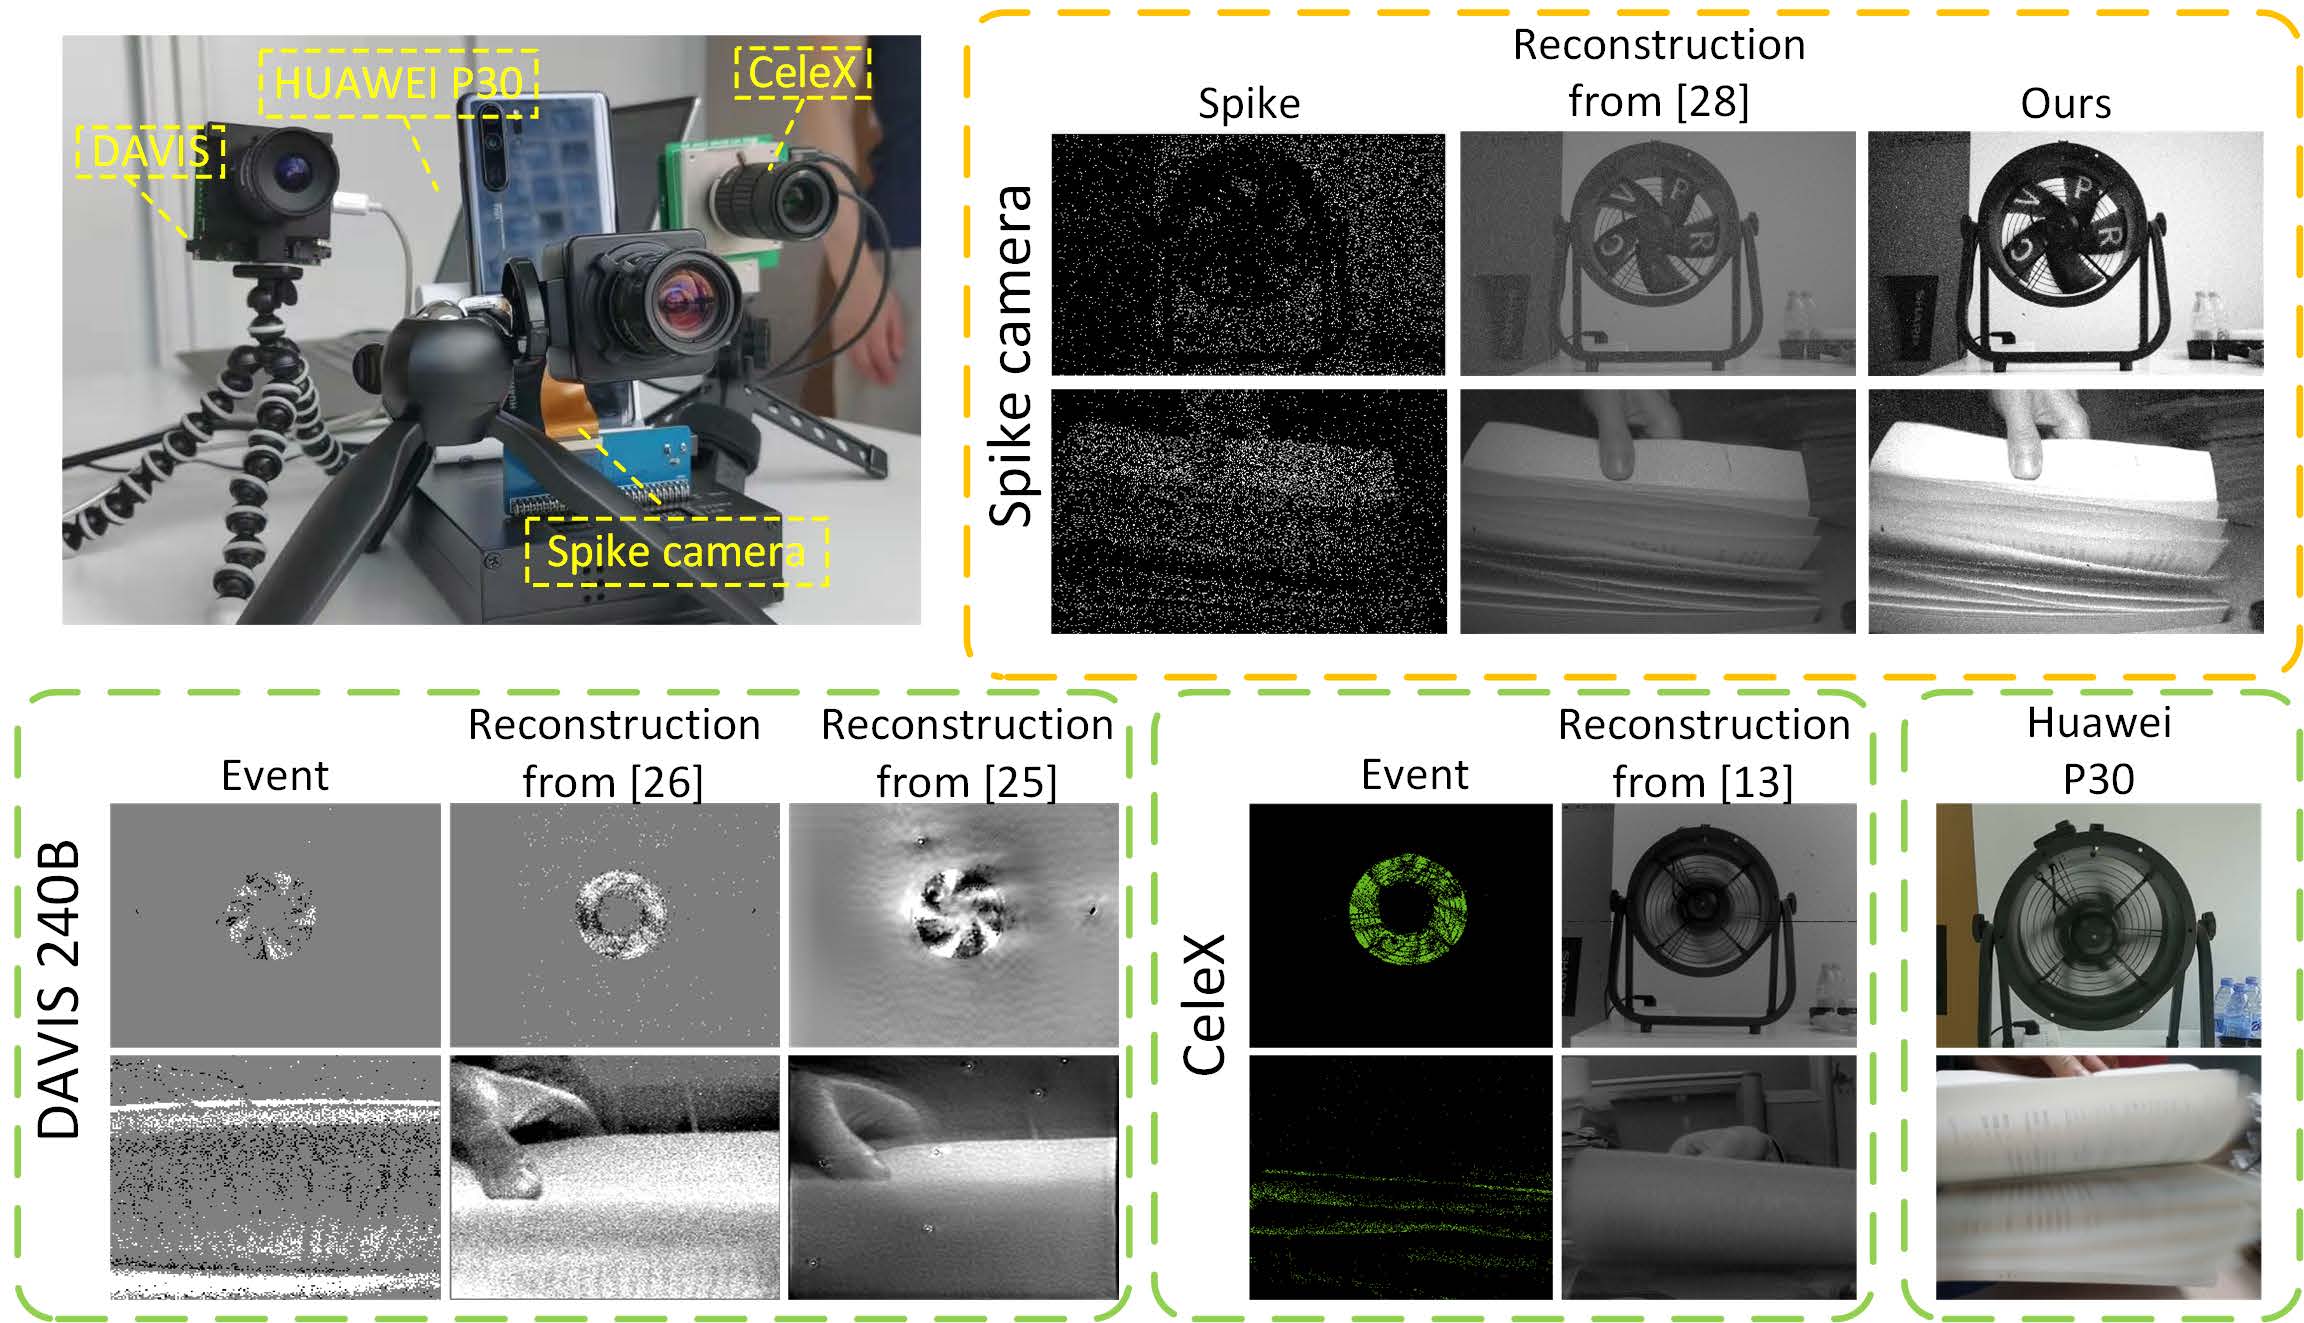 HUAWEI P30
CeleX
DAVIS
Spike camera
Reconstruction
from [28]
Spike
Ours
Spike camera
C V P R
Reconstruction
from [26]
Reconstruction
from [25]
Event
DAVIS 240B
Reconstruction
from [13]
Event
CeleX
Huawei
P30